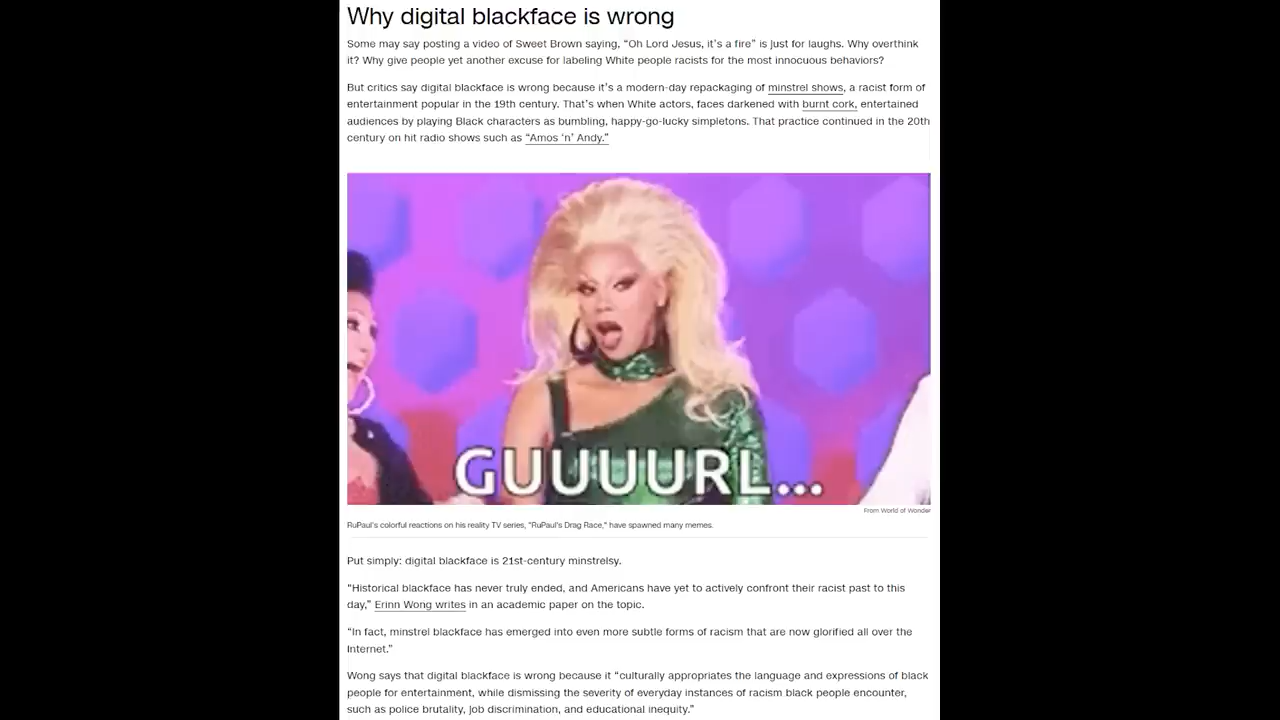 Why digital blackface is wrong
Some may say posting a video of Sweet Brown saying, “Oh Lord Jesus, it’s a fire” is just for laughs. Why overthink
it? Why give people yet another excuse for labeling White people racists for the most innocuous behaviors?
But critics say digital blackface is wrong because it’s a modern-day repackaging of minstrel shows, a racist form of
entertainment popular in the 19th century. That’s when White actors, faces darkened with burnt cork, entertained
audiences by playing Black characters as bumbling, happy-go-lucky simpletons. That practice continued in the 20th
century on hit radio shows such as “Amos ‘n’ Andy.”
GUUUURL...
From World of Wonder
RuPaul's colorful reactions on his reality TV series, "RuPaul's Drag Race," have spawned many memes.
Put simply: digital blackface is 21st-century minstrelsy.
“Historical blackface has never truly ended, and Americans have yet to actively confront their racist past to this
day,” Erinn Wong writes in an academic paper on the topic.
“In fact, minstrel blackface has emerged into even more subtle forms of racism that are now glorified all over the
Internet.”
Wong says that digital blackface is wrong because it “culturally appropriates the language and expressions of black
people for entertainment, while dismissing the severity of everyday instances of racism black people encounter,
such as police brutality, job discrimination, and educational inequity.”